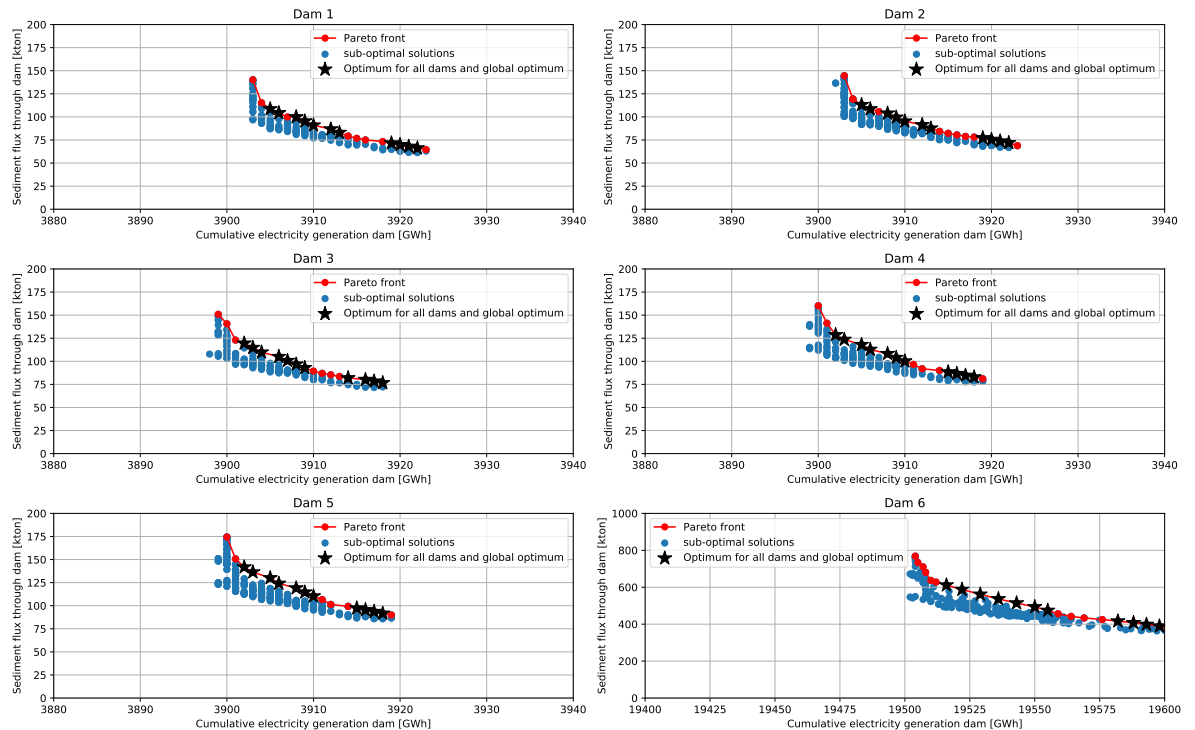 Dam 1
Sediment flux through dam [kton]
200
175
150
125
100
75
50
25
0
Pareto front
sub-optimal solutions
Optimum for all dams and global optimum
3880 3890 3900 3910 3920 3930 3940
Cumulative electricity generation dam [GWh]
Dam 2
Sediment flux through dam [kton]
200
175
150
125
100
75
50
25
0
Pareto front
sub-optimal solutions
Optimum for all dams and global optimum
3880 3890 3900 3910 3920 3930 3940
Cumulative electricity generation dam [GWh]
Dam 3
Sediment flux through dam [kton]
200
175
150
125
100
75
50
25
0
Pareto front
sub-optimal solutions
Optimum for all dams and global optimum
3880 3890 3900 3910 3920 3930 3940
Cumulative electricity generation dam [GWh]
Dam 4
Sediment flux through dam [kton]
200
175
150
125
100
75
50
25
0
Pareto front
sub-optimal solutions
Optimum for all dams and global optimum
3880 3890 3900 3910 3920 3930 3940
Cumulative electricity generation dam [GWh]
Dam 5
Sediment flux through dam [kton]
200
175
150
125
100
75
50
25
0
Pareto front
sub-optimal solutions
Optimum for all dams and global optimum
3880 3890 3900 3910 3920 3930 3940
Cumulative electricity generation dam [GWh]
Dam 6
Sediment flux through dam [kton]
1000
800
600
400
200
0
Pareto front
sub-optimal solutions
Optimum for all dams and global optimum
19400 19425 19450 19475 19500 19525 19550 19575 19600
Cumulative electricity generation dam [GWh]